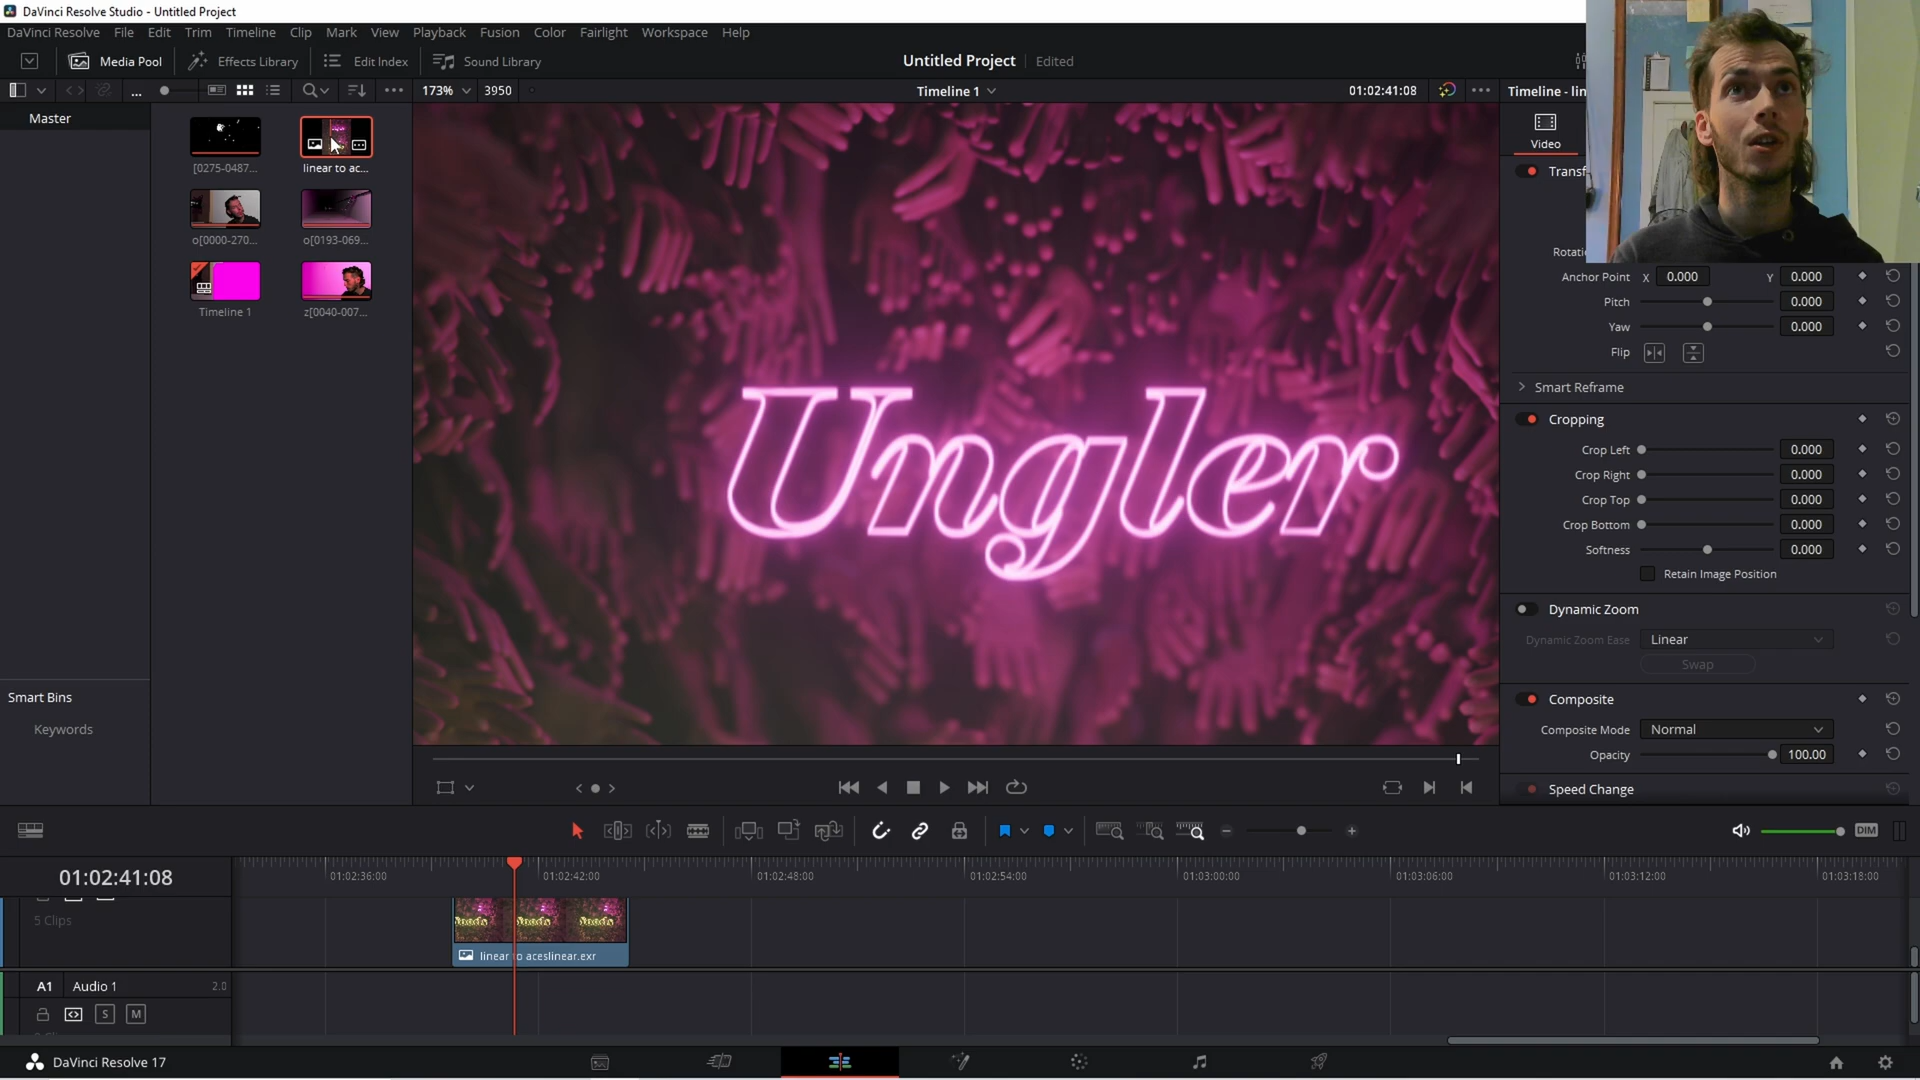 DaVinci Resolve Studio - Untitled Project
DaVinci Resolve File Edit Trim Timeline Clip Mark View Playback Fusion Color Fairlight Workspace Help
Media Pool Effects Library Edit Index Sound Library Untitled Project Edited
... 173% 3950 Timeline 1 01:02:41:08 Timeline - lin
Master
[0275-0487...
linear to ac...
o[0000-270...
o[0193-069...
Timeline 1
z[0040-007...
Smart Bins
Keywords
Ungler
Video
Transf
Rotati
Anchor Point X 0.000 Y 0.000
Pitch 0.000
Yaw 0.000
Flip
Smart Reframe
Cropping
Crop Left 0.000
Crop Right 0.000
Crop Top 0.000
Crop Bottom 0.000
Softness 0.000
Retain Image Position
Dynamic Zoom
Dynamic Zoom Ease Linear
Swap
Composite
Composite Mode Normal
Opacity 100.00
Speed Change
DIM
01:02:41:08
01:02:36:00 01:02:42:00 01:02:48:00 01:02:54:00 01:03:00:00 01:03:06:00 01:03:12:00 01:03:18:00
5 Clips
linear to aceslinear.exr
A1 Audio 1 2.0
S M
DaVinci Resolve 17